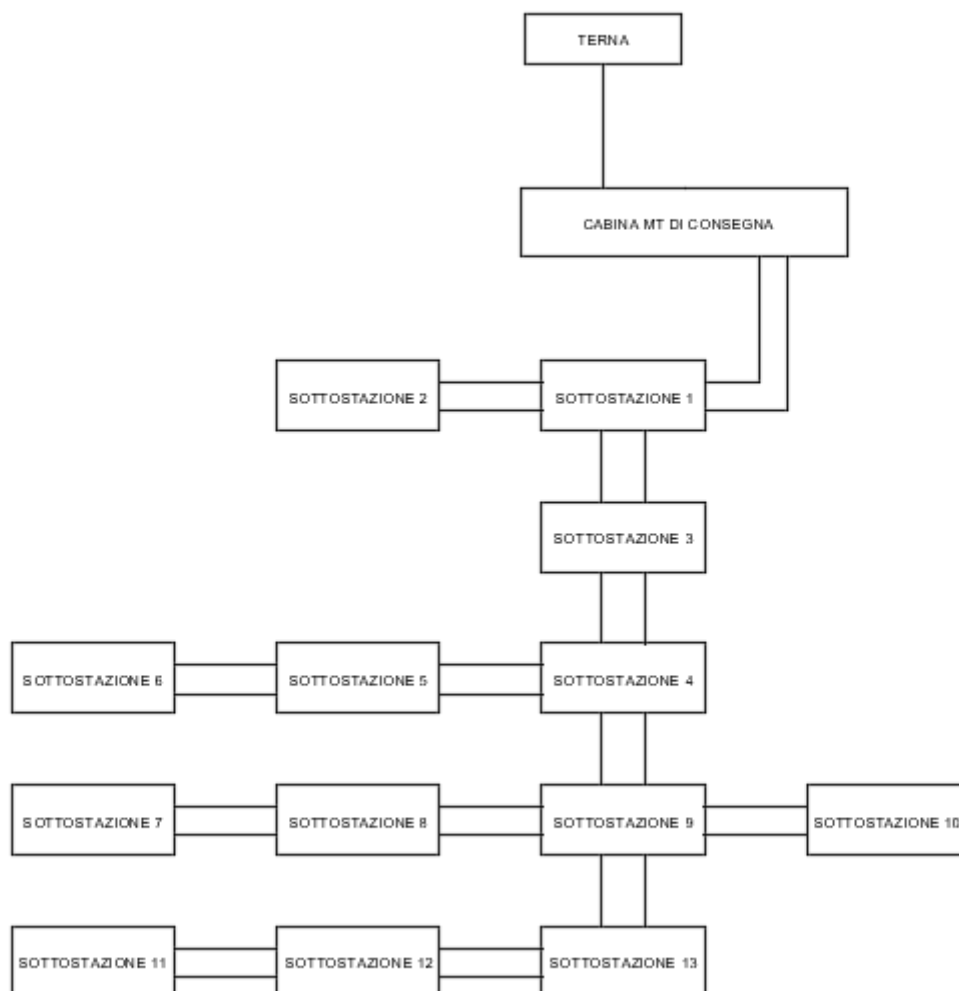 TERNA
CABINA MT DI CONSEGNA
SOTTOSTAZIONE 2
SOTTOSTAZIONE 1
SOTTOSTAZIONE 3
SOTTOSTAZIONE 6
SOTTOSTAZIONE 5
SOTTOSTAZIONE 4
SOTTOSTAZIONE 7
SOTTOSTAZIONE 8
SOTTOSTAZIONE 9
SOTTOSTAZIONE 10
SOTTOSTAZIONE 11
SOTTOSTAZIONE 12
SOTTOSTAZIONE 13